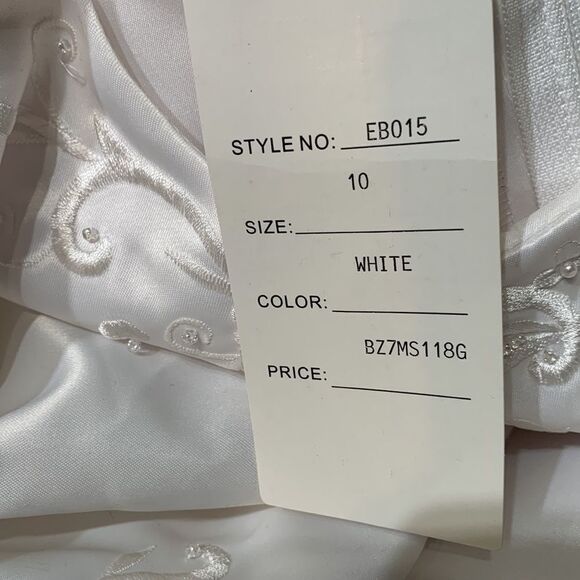 STYLE NO: EB015
10
SIZE:
WHITE
COLOR:
BZ7MS118G
PRICE: